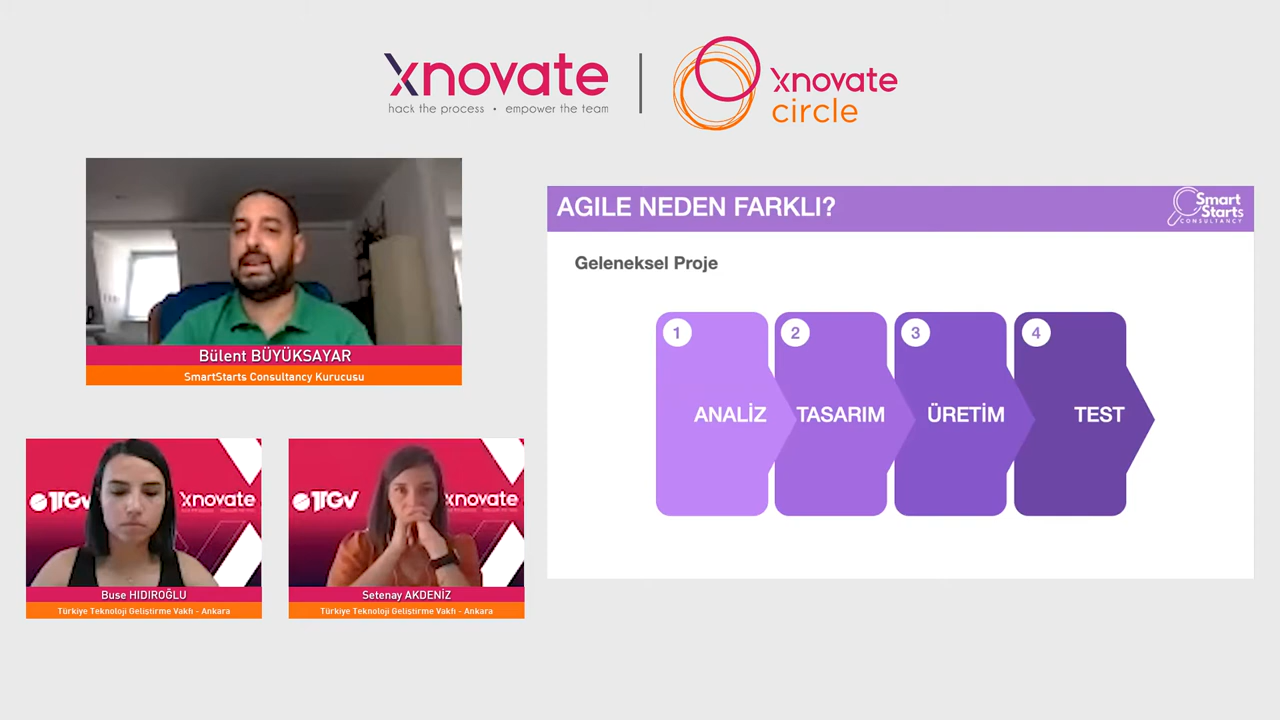 xnovate
hack the process • empower the team
xnovate
circle
Bülent BÜYÜKSAYAR
SmartStarts Consultancy Kurucusu
AGILE NEDEN FARKLI?
Smart
Starts
CONSULTANCY
Geleneksel Proje
1
2
3
4
ANALİZ
TASARIM
ÜRETİM
TEST
TTGV
xnovate
Buse HIDIROĞLU
Türkiye Teknoloji Geliştirme Vakfı - Ankara
TTGV
xnovate
Setenay AKDENİZ
Türkiye Teknoloji Geliştirme Vakfı - Ankara